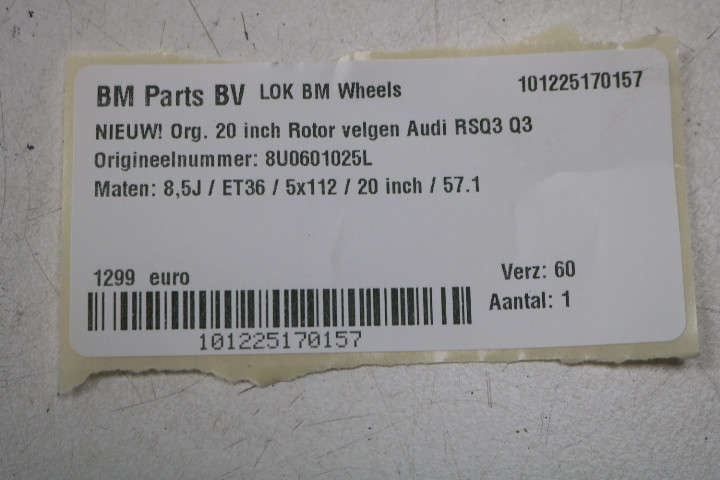 BM Parts BV LOK BM Wheels 101225170157
NIEUW! Org. 20 inch Rotor velgen Audi RSQ3 Q3
Origineelnummer: 8U0601025L
Maten: 8,5J / ET36 / 5x112 / 20 inch / 57.1
1299 euro Verz: 60
Aantal: 1
101225170157